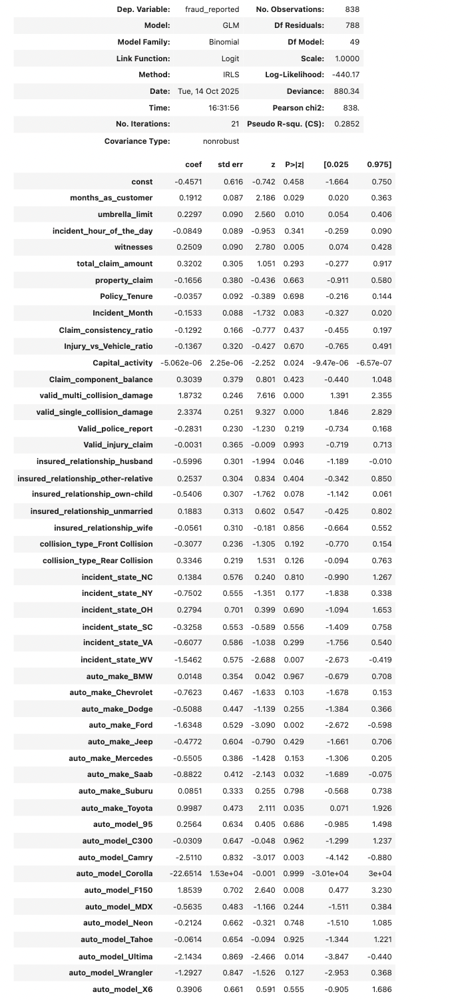 Dep. Variable: fraud_reported No. Observations: 838
Model: GLM Df Residuals: 788
Model Family: Binomial Df Model: 49
Link Function: Logit Scale: 1.0000
Method: IRLS Log-Likelihood: -440.17
Date: Tue, 14 Oct 2025 Deviance: 880.34
Time: 16:31:56 Pearson chi2: 838.
No. Iterations: 21 Pseudo R-squ. (CS): 0.2852
Covariance Type: nonrobust
coef std err z P>|z| [0.025 0.975]
const -0.4571 0.616 -0.742 0.458 -1.664 0.750
months_as_customer 0.1912 0.087 2.186 0.029 0.020 0.363
umbrella_limit 0.2297 0.090 2.560 0.010 0.054 0.406
incident_hour_of_the_day -0.0849 0.089 -0.953 0.341 -0.259 0.090
witnesses 0.2509 0.090 2.780 0.005 0.074 0.428
total_claim_amount 0.3202 0.305 1.051 0.293 -0.277 0.917
property_claim -0.1656 0.380 -0.436 0.663 -0.911 0.580
Policy_Tenure -0.0357 0.092 -0.389 0.698 -0.216 0.144
Incident_Month -0.1533 0.088 -1.732 0.083 -0.327 0.020
Claim_consistency_ratio -0.1292 0.166 -0.777 0.437 -0.455 0.197
Injury_vs_Vehicle_ratio -0.1367 0.320 -0.427 0.670 -0.765 0.491
Capital_activity -5.062e-06 2.25e-06 -2.252 0.024 -9.47e-06 -6.57e-07
Claim_component_balance 0.3039 0.379 0.801 0.423 -0.440 1.048
valid_multi_collision_damage 1.8732 0.246 7.616 0.000 1.391 2.355
valid_single_collision_damage 2.3374 0.251 9.327 0.000 1.846 2.829
Valid_police_report -0.2831 0.230 -1.230 0.219 -0.734 0.168
Valid_injury_claim -0.0031 0.365 -0.009 0.993 -0.719 0.713
insured_relationship_husband -0.5996 0.301 -1.994 0.046 -1.189 -0.010
insured_relationship_other-relative 0.2537 0.304 0.834 0.404 -0.342 0.850
insured_relationship_own-child -0.5406 0.307 -1.762 0.078 -1.142 0.061
insured_relationship_unmarried 0.1883 0.313 0.602 0.547 -0.425 0.802
insured_relationship_wife -0.0561 0.310 -0.181 0.856 -0.664 0.552
collision_type_Front Collision -0.3077 0.236 -1.305 0.192 -0.770 0.154
collision_type_Rear Collision 0.3346 0.219 1.531 0.126 -0.094 0.763
incident_state_NC 0.1384 0.576 0.240 0.810 -0.990 1.267
incident_state_NY -0.7502 0.555 -1.351 0.177 -1.838 0.338
incident_state_OH 0.2794 0.701 0.399 0.690 -1.094 1.653
incident_state_SC -0.3258 0.553 -0.589 0.556 -1.409 0.758
incident_state_VA -0.6077 0.586 -1.038 0.299 -1.756 0.540
incident_state_WV -1.5462 0.575 -2.688 0.007 -2.673 -0.419
auto_make_BMW 0.0148 0.354 0.042 0.967 -0.679 0.708
auto_make_Chevrolet -0.7623 0.467 -1.633 0.103 -1.678 0.153
auto_make_Dodge -0.5088 0.447 -1.139 0.255 -1.384 0.366
auto_make_Ford -1.6348 0.529 -3.090 0.002 -2.672 -0.598
auto_make_Jeep -0.4772 0.604 -0.790 0.429 -1.661 0.706
auto_make_Mercedes -0.5505 0.386 -1.428 0.153 -1.306 0.205
auto_make_Saab -0.8822 0.412 -2.143 0.032 -1.689 -0.075
auto_make_Suburu 0.0851 0.333 0.255 0.798 -0.568 0.738
auto_make_Toyota 0.9987 0.473 2.111 0.035 0.071 1.926
auto_model_95 0.2564 0.634 0.405 0.686 -0.985 1.498
auto_model_C300 -0.0309 0.647 -0.048 0.962 -1.299 1.237
auto_model_Camry -2.5110 0.832 -3.017 0.003 -4.142 -0.880
auto_model_Corolla -22.6514 1.53e+04 -0.001 0.999 -3.01e+04 3e+04
auto_model_F150 1.8539 0.702 2.640 0.008 0.477 3.230
auto_model_MDX -0.5635 0.483 -1.166 0.244 -1.511 0.384
auto_model_Neon -0.2124 0.662 -0.321 0.748 -1.510 1.085
auto_model_Tahoe -0.0614 0.654 -0.094 0.925 -1.344 1.221
auto_model_Ultima -2.1434 0.869 -2.466 0.014 -3.847 -0.440
auto_model_Wrangler -1.2927 0.847 -1.526 0.127 -2.953 0.368
auto_model_X6 0.3906 0.661 0.591 0.555 -0.905 1.686